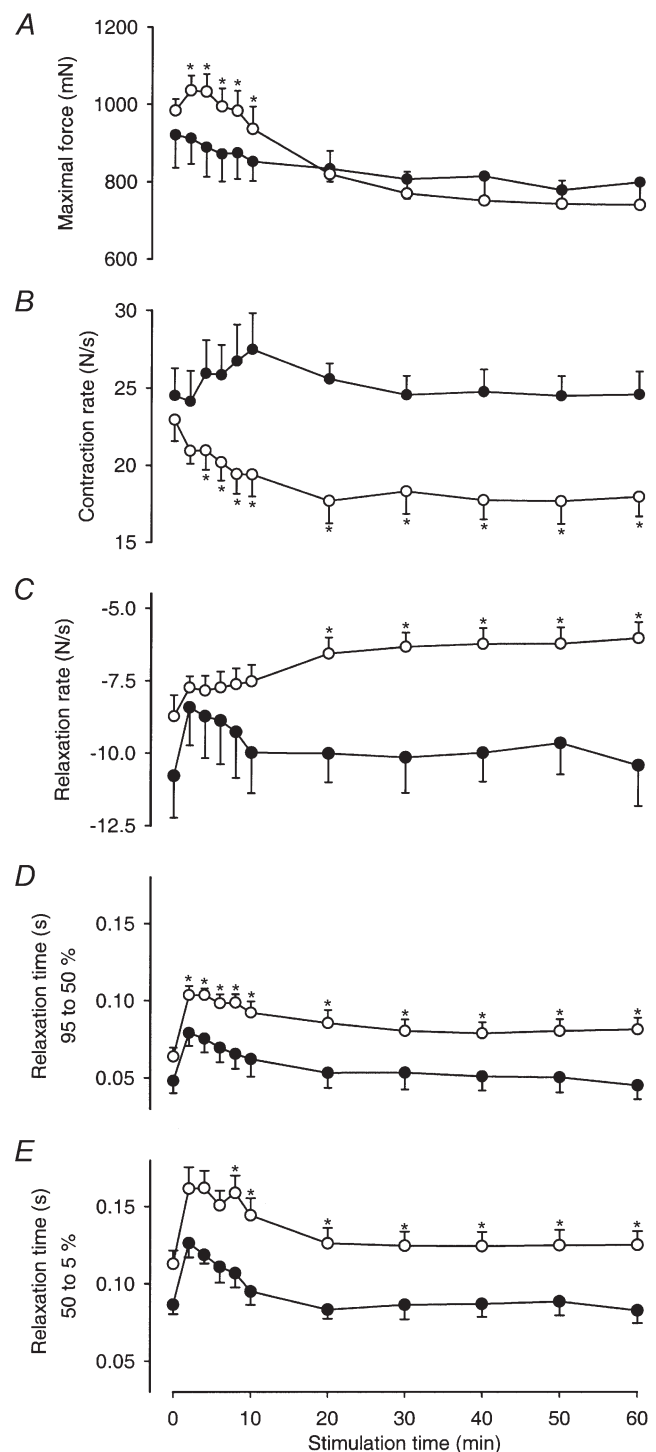 A
1200
1000
800
600
Maximal force (mN)
* * * * *
B
30
25
20
15
Contraction rate (N/s)
* * * * * * * * *
C
-5.0
-7.5
-10.0
-12.5
Relaxation rate (N/s)
* * * * *
D
0.15
0.10
0.05
Relaxation time (s)
95 to 50 %
* * * * * * * * * *
E
0.15
0.10
0.05
Relaxation time (s)
50 to 5 %
* * * * * * *
0 10 20 30 40 50 60
Stimulation time (min)